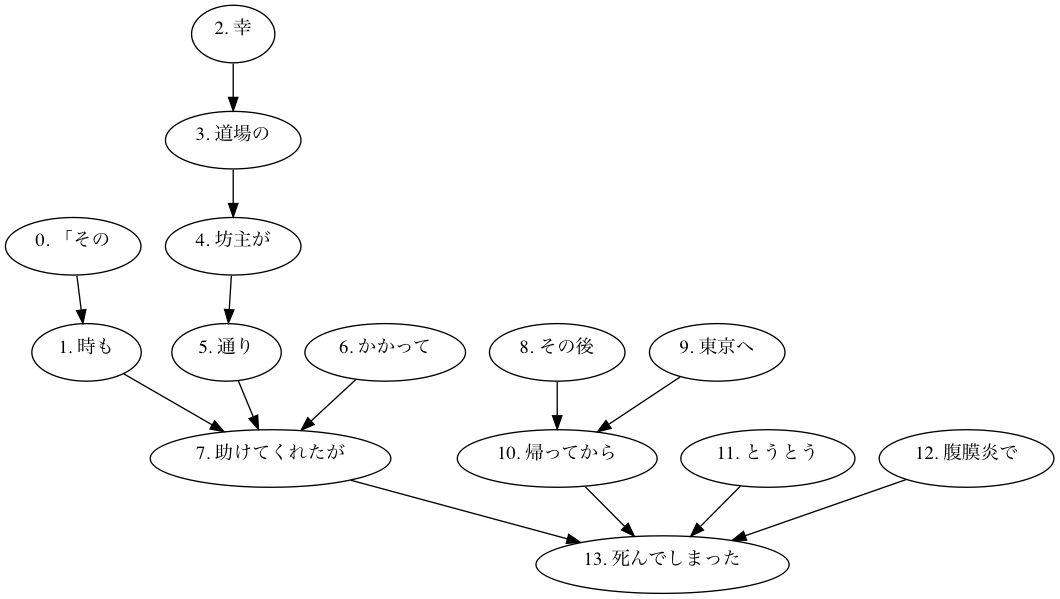 2. 幸
3. 道場の
0. 「その
4. 坊主が
1. 時も
5. 通り
6. かかって
8. その後
9. 東京へ
7. 助けてくれたが
10. 帰ってから
11. とうとう
12. 腹膜炎で
13. 死んでしまった